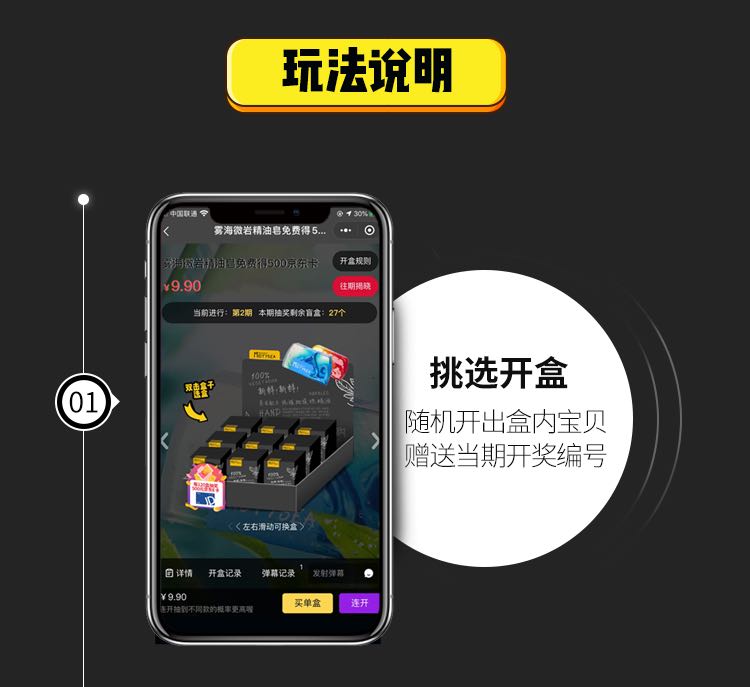 玩法说明
中国联通
30%
雾海微岩精油皂免费得5...
雾海微岩精油皂免费得500京东卡
开盒规则
¥9.90
往期揭晓
当前进行：第2期 本期抽奖剩余盲盒：27个
100%
新鲜!新鲜!
HAND
双击盒子
选盒
01
挑选开盒
随机开出盒内宝贝
赠送当期开奖编号
左右滑动可换盒
详情
开盒记录
弹幕记录
1
发射弹幕
¥9.90
连开抽到不同款的概率更高喔
买单盒
连开